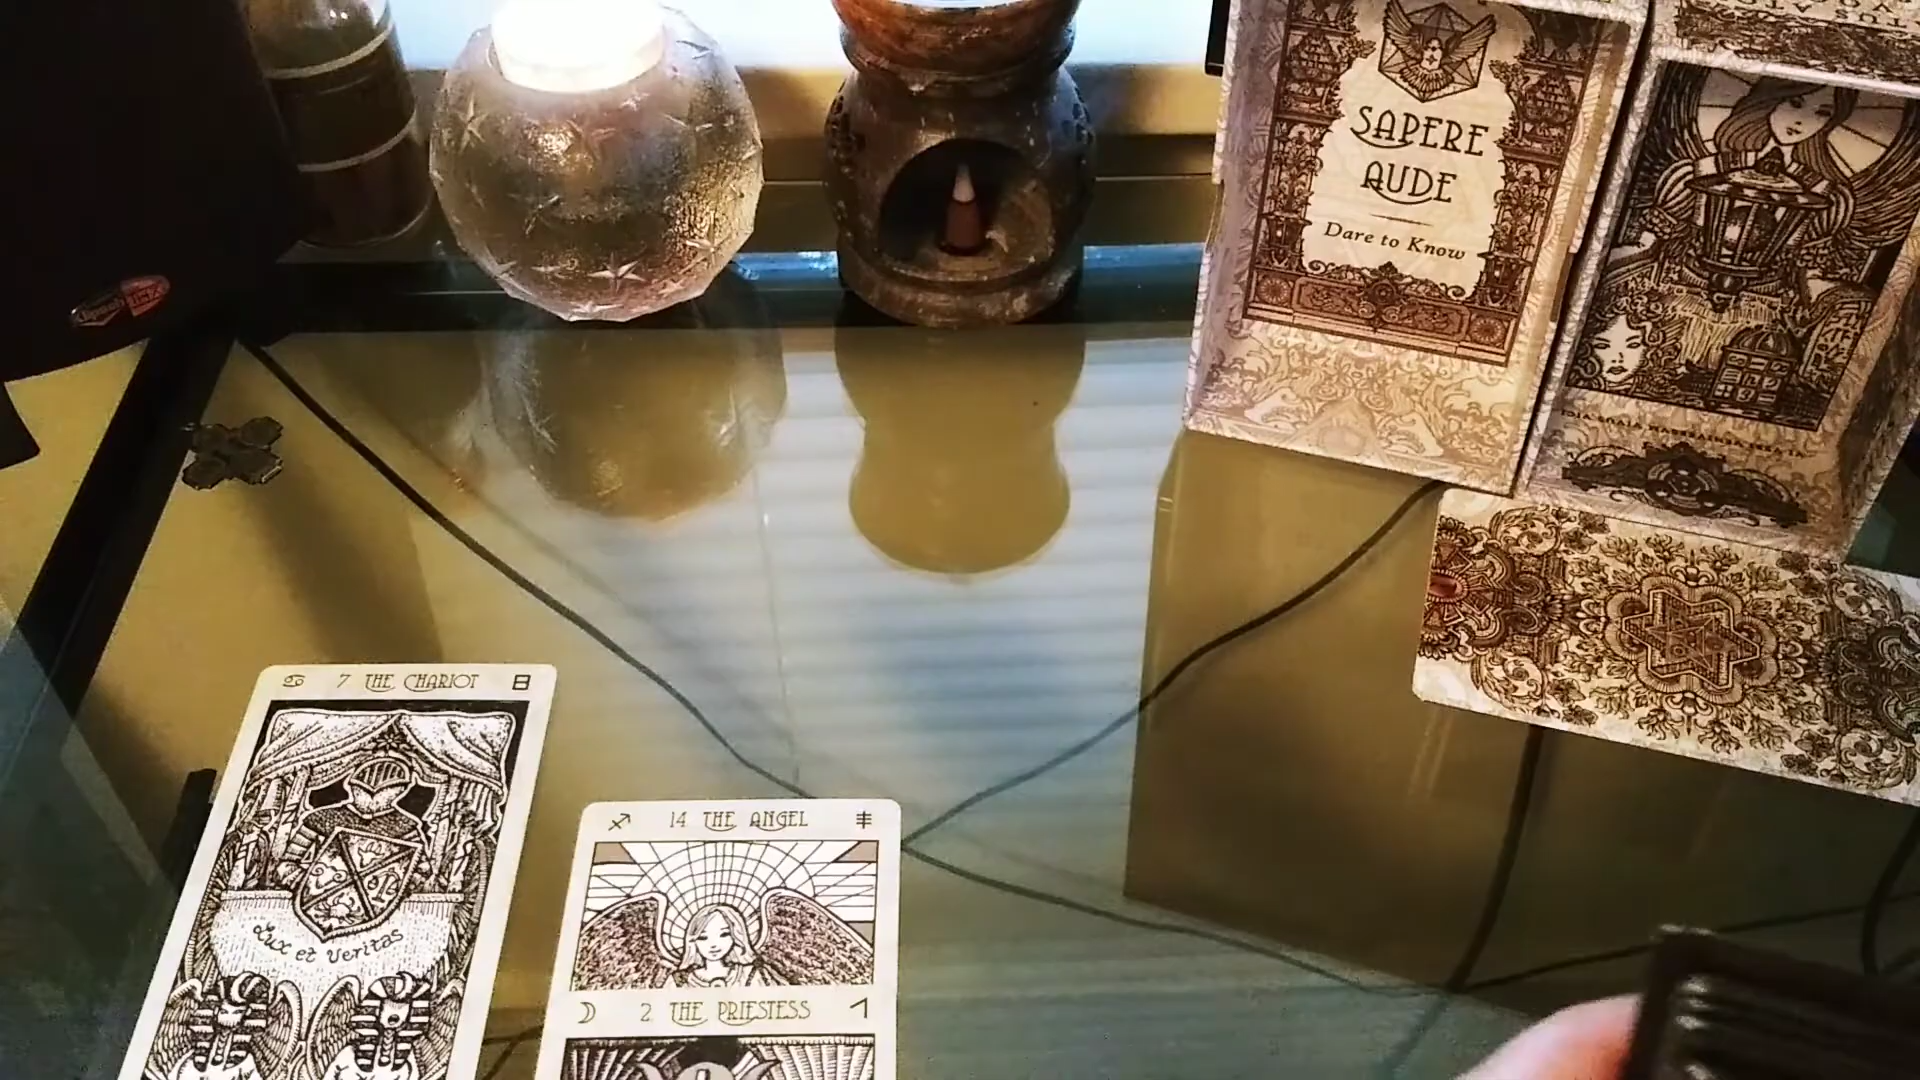 SAPERE
AUDE
Dare to Know
7 THE CHARIOT
Lux et Veritas
14 THE ANGEL
2 THE PRIESTESS